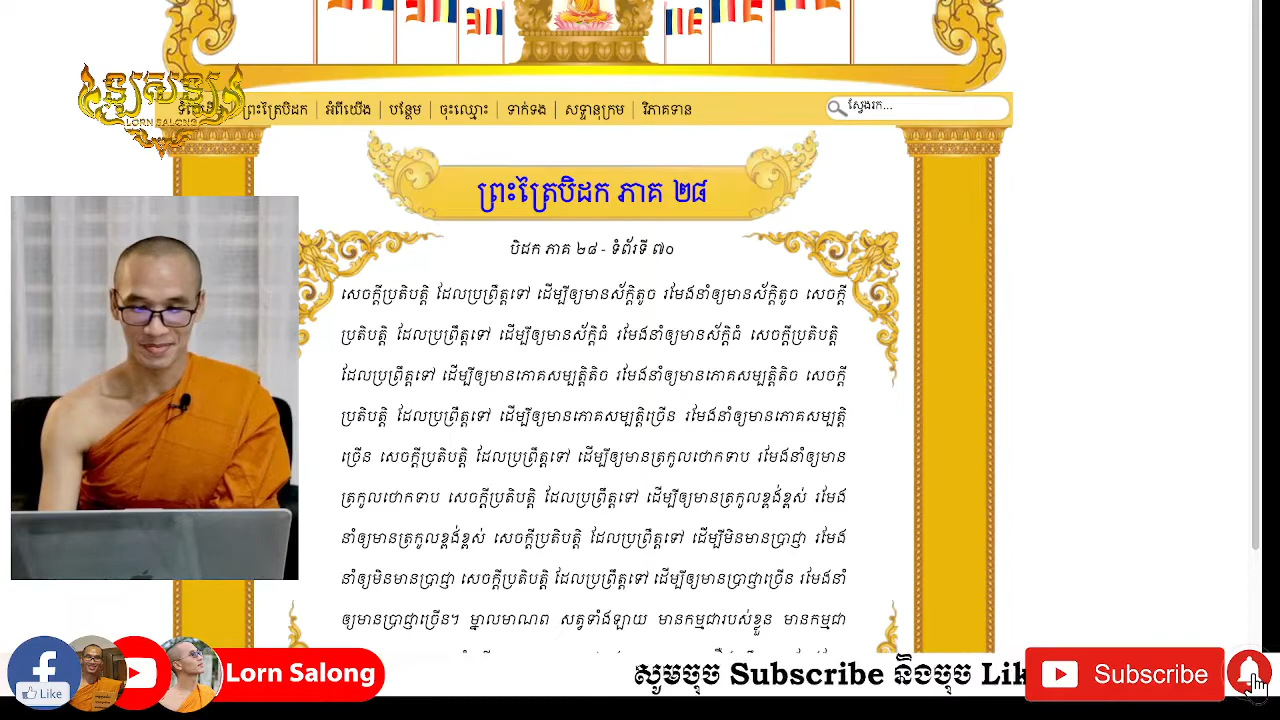 ឡុ សឡុង
LORN SALONG
ព្រះត្រៃបិដក | អំពីយើង | បន្ថែម | ចុះឈ្មោះ | ទាក់ទង | សទ្ទានុក្រម | វិភាគទាន
ស្វែងរក...
ព្រះត្រៃបិដក ភាគ ២៨
បិដក ភាគ ២៨ - ទំព័រទី ៧០
សេចក្តីប្រតិបត្តិ ដែលប្រព្រឹត្តទៅ ដើម្បីឲ្យមានស័ក្តិតូច រមែងនាំឲ្យមានស័ក្តិតូច សេចក្តី
ប្រតិបត្តិ ដែលប្រព្រឹត្តទៅ ដើម្បីឲ្យមានស័ក្តិធំ រមែងនាំឲ្យមានស័ក្តិធំ សេចក្តីប្រតិបត្តិ
ដែលប្រព្រឹត្តទៅ ដើម្បីឲ្យមានភោគសម្បត្តិតិច រមែងនាំឲ្យមានភោគសម្បត្តិតិច សេចក្តី
ប្រតិបត្តិ ដែលប្រព្រឹត្តទៅ ដើម្បីឲ្យមានភោគសម្បត្តិច្រើន រមែងនាំឲ្យមានភោគសម្បត្តិ
ច្រើន សេចក្តីប្រតិបត្តិ ដែលប្រព្រឹត្តទៅ ដើម្បីឲ្យមានត្រកូលថោកទាប រមែងនាំឲ្យមាន
ត្រកូលថោកទាប សេចក្តីប្រតិបត្តិ ដែលប្រព្រឹត្តទៅ ដើម្បីឲ្យមានត្រកូលខ្ពង់ខ្ពស់ រមែង
នាំឲ្យមានត្រកូលខ្ពង់ខ្ពស់ សេចក្តីប្រតិបត្តិ ដែលប្រព្រឹត្តទៅ ដើម្បីមិនមានប្រាជ្ញា រមែង
នាំឲ្យមិនមានប្រាជ្ញា សេចក្តីប្រតិបត្តិ ដែលប្រព្រឹត្តទៅ ដើម្បីឲ្យមានប្រាជ្ញាច្រើន រមែងនាំ
ឲ្យមានប្រាជ្ញាច្រើន។ ម្នាលមាណព សត្វទាំងឡាយ មានកម្មជារបស់ខ្លួន មានកម្មជា
Like
Lorn Salong
សូមចុច Subscribe និងចុច Lik
Subscribe